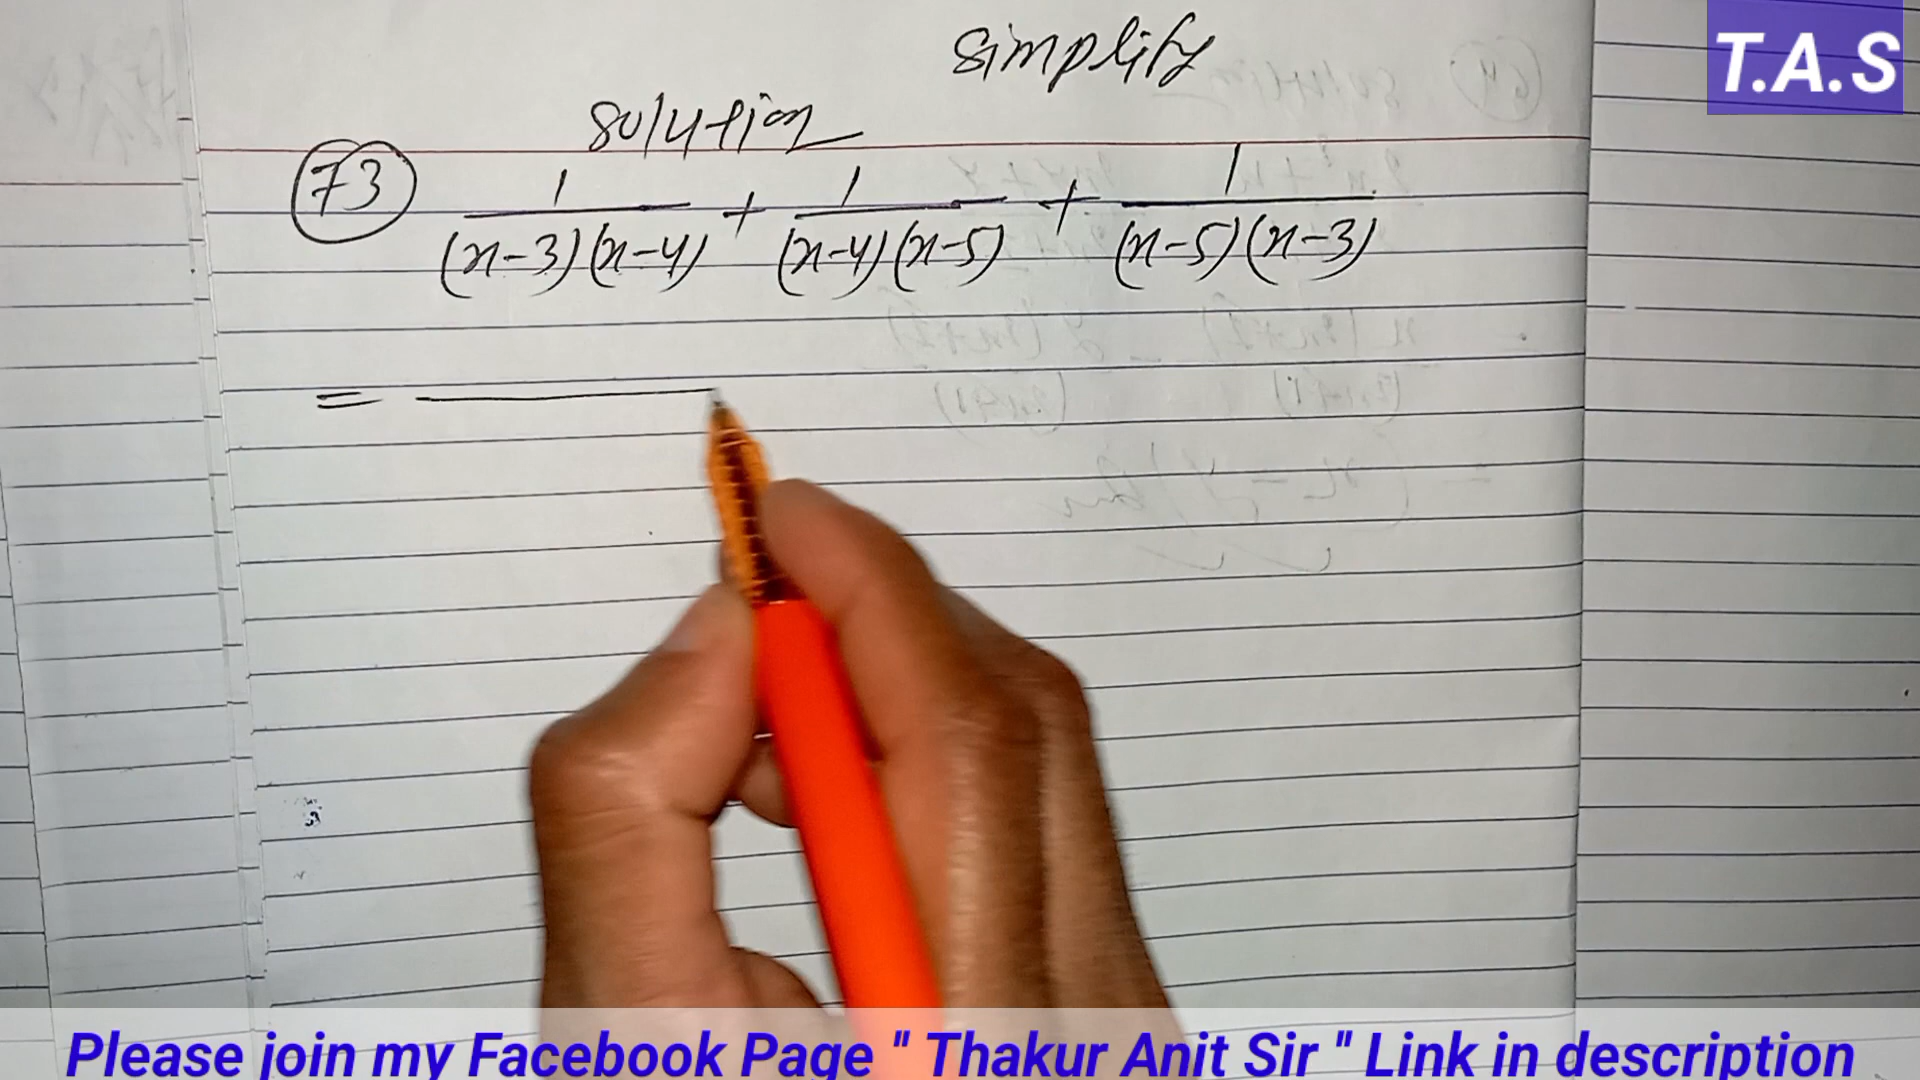 T.A.S
simplify
solution
73 1/(x-3)(x-4) + 1/(x-4)(x-5) + 1/(x-5)(x-3)
=
Please join my Facebook Page " Thakur Anit Sir " Link in description